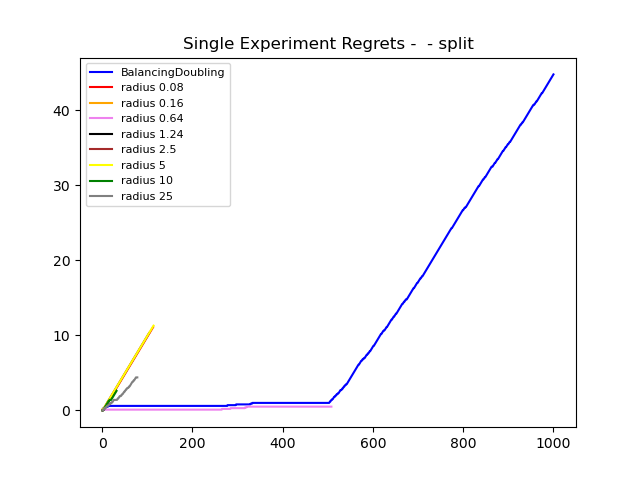 Single Experiment Regrets -  - split
BalancingDoubling
radius 0.08
radius 0.16
radius 0.64
radius 1.24
radius 2.5
radius 5
radius 10
radius 25
40
30
20
10
0
0 200 400 600 800 1000